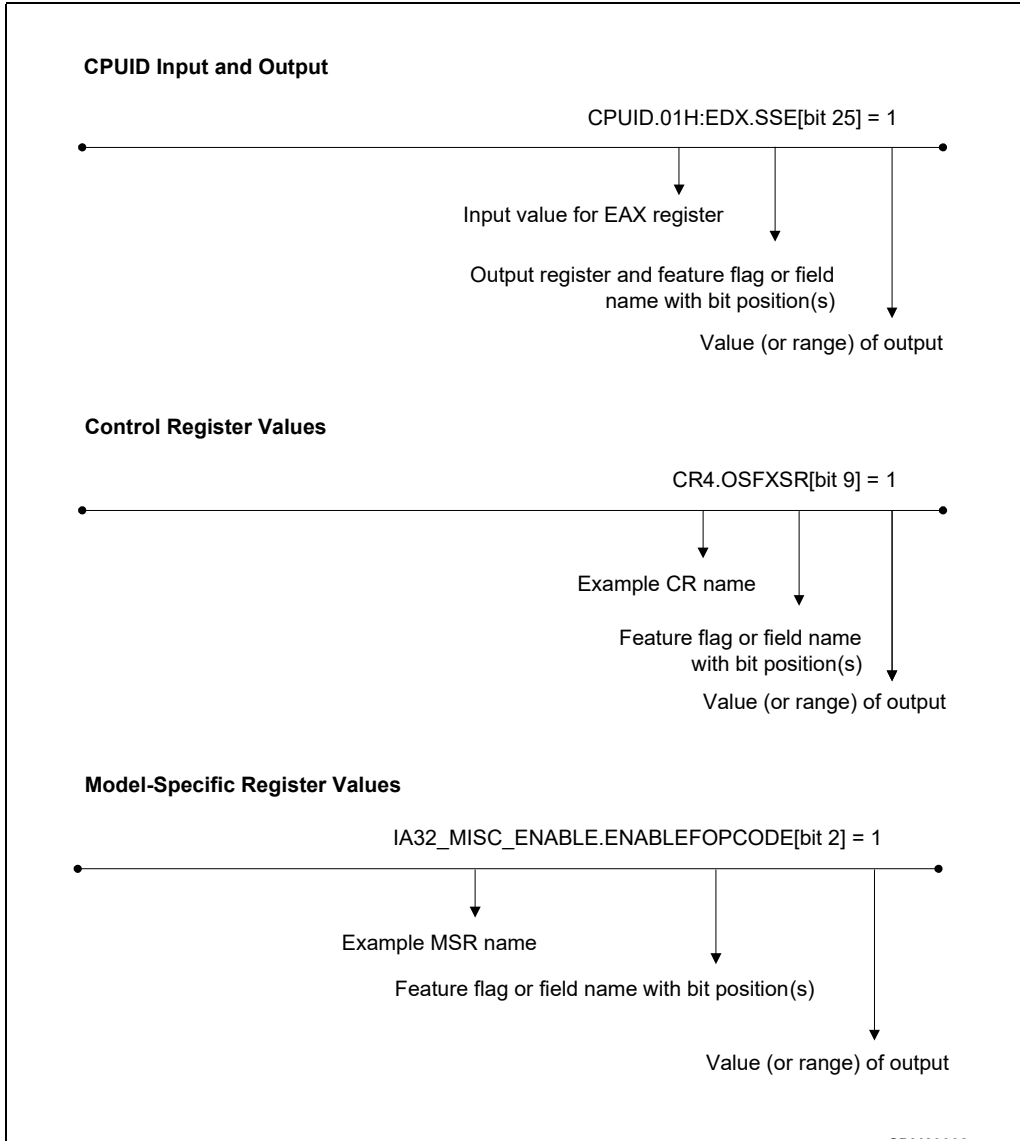 CPUID Input and Output
CPUID.01H:EDX.SSE[bit 25] = 1
Input value for EAX register
Output register and feature flag or field
name with bit position(s)
Value (or range) of output
Control Register Values
CR4.OSFXSR[bit 9] = 1
Example CR name
Feature flag or field name
with bit position(s)
Value (or range) of output
Model-Specific Register Values
IA32_MISC_ENABLE.ENABLEFOPCODE[bit 2] = 1
Example MSR name
Feature flag or field name with bit position(s)
Value (or range) of output